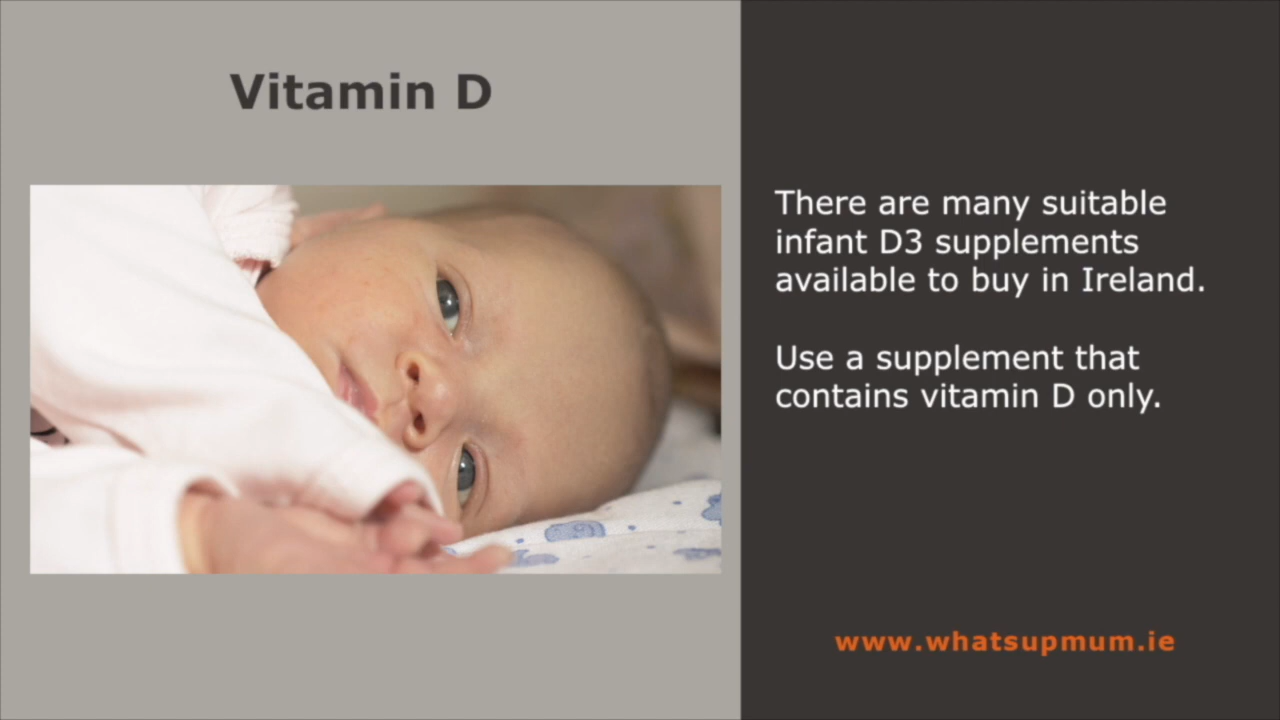 Vitamin D
There are many suitable
infant D3 supplements
available to buy in Ireland.
Use a supplement that
contains vitamin D only.
www.whatsupmum.ie